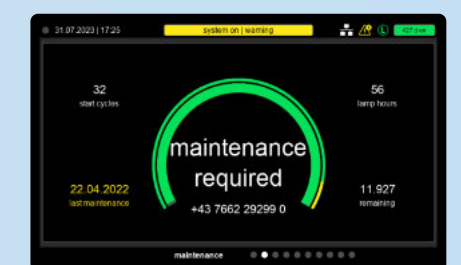 31.07.2023 | 17:25
system on | warning
32
start cycles
56
lamp hours
maintenance
required
+43 7662 29299 0
22.04.2022
last maintenance
11.927
remaining
maintenance